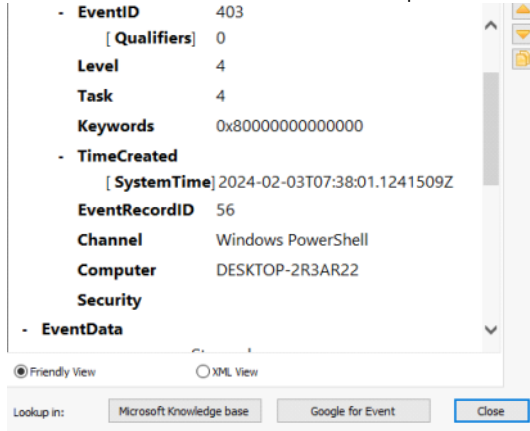 - EventID 403
[ Qualifiers] 0
Level 4
Task 4
Keywords 0x80000000000000
- TimeCreated
[ SystemTime] 2024-02-03T07:38:01.1241509Z
EventRecordID 56
Channel Windows PowerShell
Computer DESKTOP-2R3AR22
Security
- EventData
Friendly View XML View
Lookup in: Microsoft Knowledge base Google for Event Close